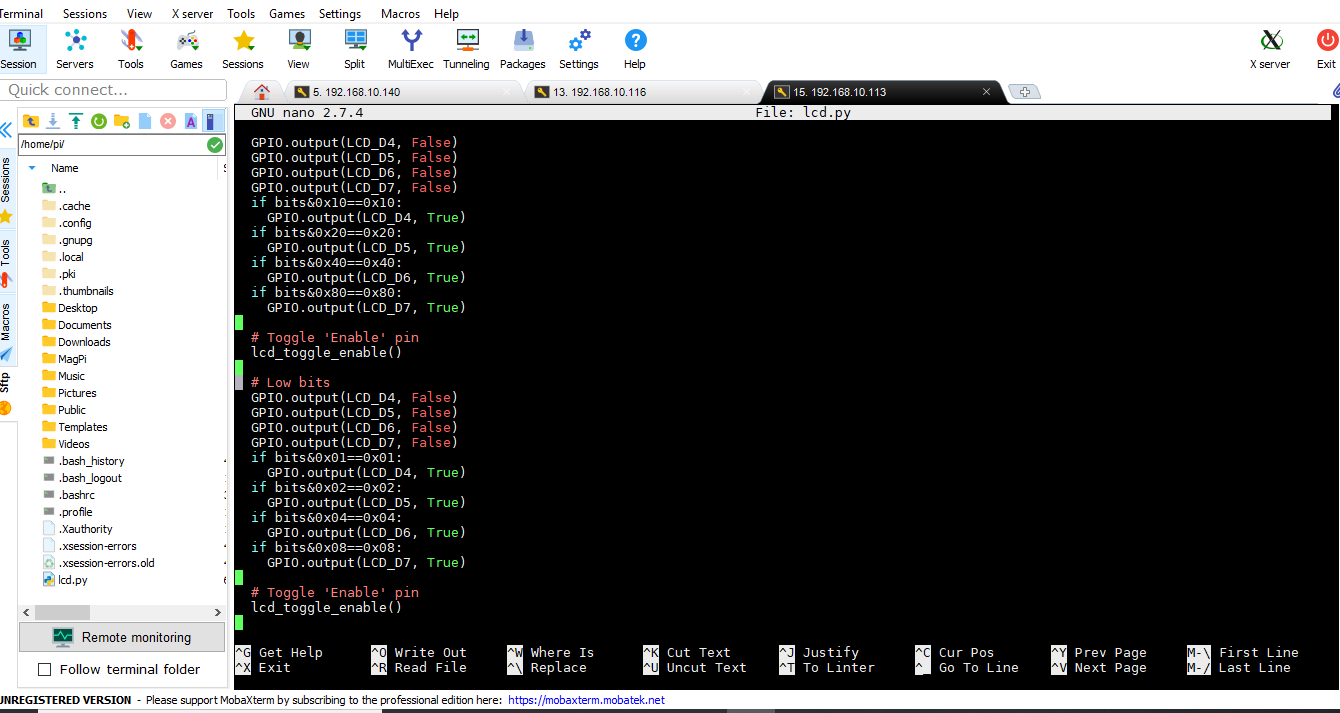 Terminal Sessions View X server Tools Games Settings Macros Help
Session Servers Tools Games Sessions View Split MultiExec Tunneling Packages Settings Help X server Exit
Quick connect...
5. 192.168.10.140
13. 192.168.10.116
15. 192.168.10.113
Sessions
Tools
Macros
Sftp
/home/pi/
Name
..
.cache
.config
.gnupg
.local
.pki
.thumbnails
Desktop
Documents
Downloads
MagPi
Music
Pictures
Public
Templates
Videos
.bash_history
.bash_logout
.bashrc
.profile
.Xauthority
.xsession-errors
.xsession-errors.old
lcd.py
Remote monitoring
Follow terminal folder
GNU nano 2.7.4 File: lcd.py
GPIO.output(LCD_D4, False)
GPIO.output(LCD_D5, False)
GPIO.output(LCD_D6, False)
GPIO.output(LCD_D7, False)
if bits&0x10==0x10:
GPIO.output(LCD_D4, True)
if bits&0x20==0x20:
GPIO.output(LCD_D5, True)
if bits&0x40==0x40:
GPIO.output(LCD_D6, True)
if bits&0x80==0x80:
GPIO.output(LCD_D7, True)
# Toggle 'Enable' pin
lcd_toggle_enable()
# Low bits
GPIO.output(LCD_D4, False)
GPIO.output(LCD_D5, False)
GPIO.output(LCD_D6, False)
GPIO.output(LCD_D7, False)
if bits&0x01==0x01:
GPIO.output(LCD_D4, True)
if bits&0x02==0x02:
GPIO.output(LCD_D5, True)
if bits&0x04==0x04:
GPIO.output(LCD_D6, True)
if bits&0x08==0x08:
GPIO.output(LCD_D7, True)
# Toggle 'Enable' pin
lcd_toggle_enable()
^G Get Help ^O Write Out ^W Where Is ^K Cut Text ^J Justify ^C Cur Pos ^Y Prev Page M-\ First Line
^X Exit ^R Read File ^\ Replace ^U Uncut Text ^T To Linter ^_ Go To Line ^V Next Page M-/ Last Line
UNREGISTERED VERSION - Please support MobaXterm by subscribing to the professional edition here: https://mobaxterm.mobatek.net